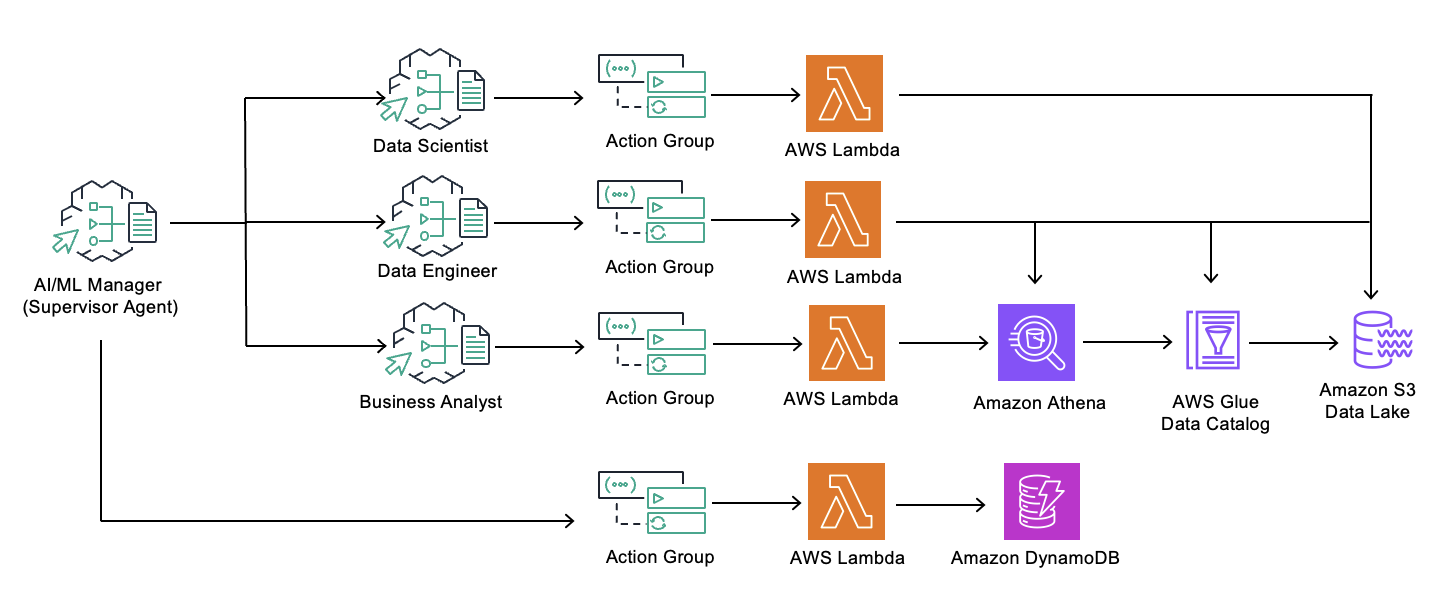 Data Scientist
Action Group
AWS Lambda
Data Engineer
Action Group
AWS Lambda
AI/ML Manager
(Supervisor Agent)
Business Analyst
Action Group
AWS Lambda
Amazon Athena
AWS Glue
Data Catalog
Amazon S3
Data Lake
Action Group
AWS Lambda
Amazon DynamoDB